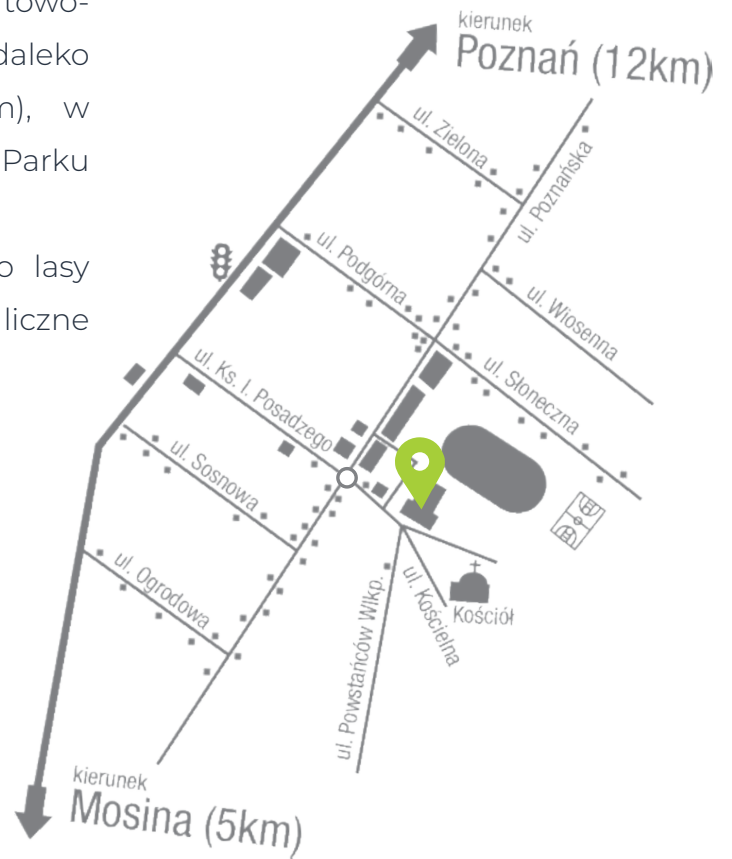 towo-
daleko
m), w
Parku
o lasy
liczne
kierunek
Poznań (12km)
ul. Zielona
ul. Poznańska
ul. Podgórna
ul. Wiosenna
ul. Słoneczna
ul. Ks. I. Posadzego
ul. Sosnowa
ul. Ogrodowa
Kościół
ul. Kościelna
ul. Powstańców Wlkp.
kierunek
Mosina (5km)